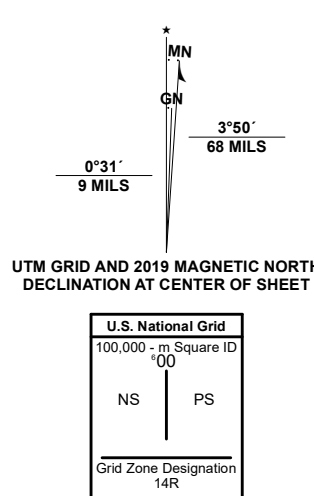 ★
MN
GN
3°50´
68 MILS
0°31´
9 MILS
UTM GRID AND 2019 MAGNETIC NORTH
DECLINATION AT CENTER OF SHEET
U.S. National Grid
100,000 - m Square ID
⁶00
NS PS
Grid Zone Designation
14R